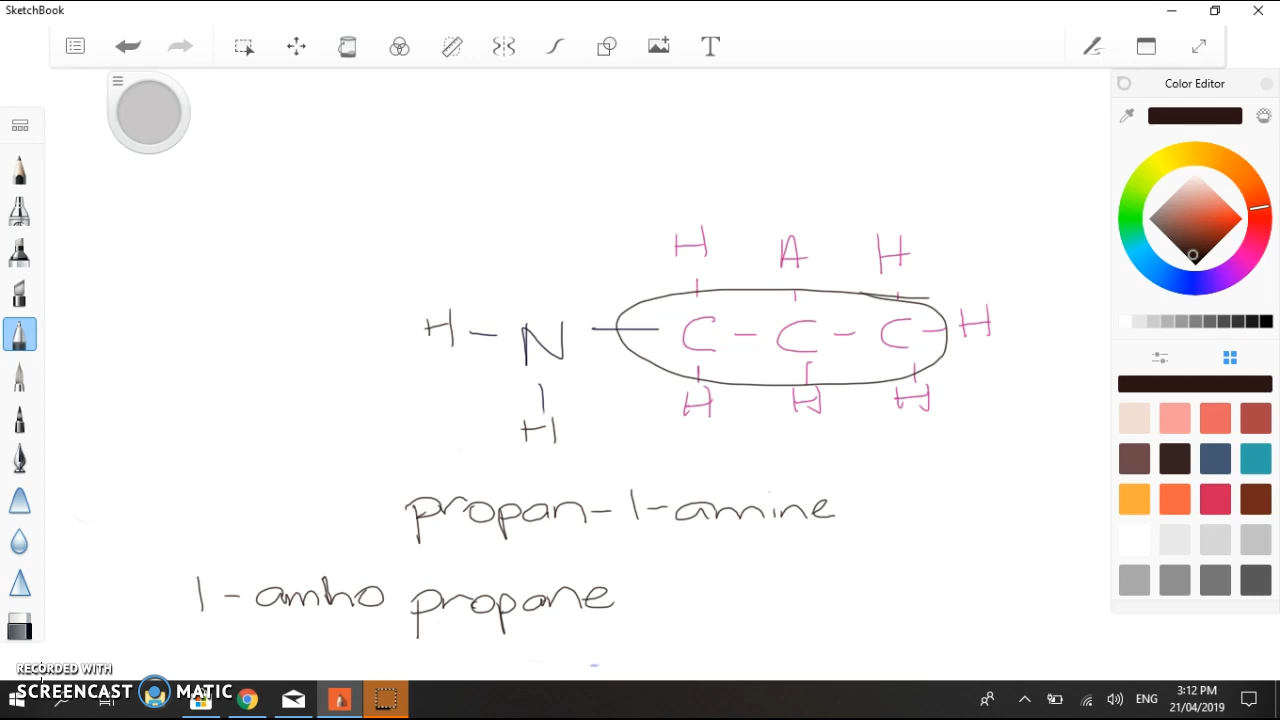 SketchBook
Color Editor
H A H
H - N - C - C - C - H
H H H H
propan-1-amine
1-amino propane
RECORDED WITH
SCREENCAST MATIC
ENG
3:12 PM
21/04/2019